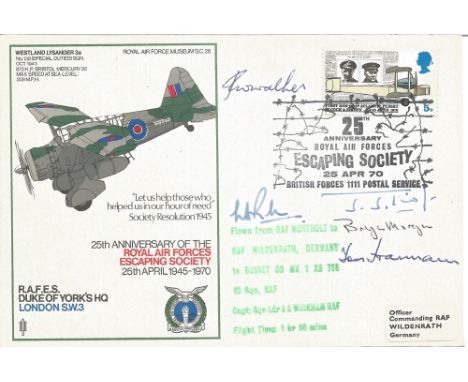 WESTLAND LYSANDER 3a
No 138 (SPECIAL DUTIES) SQN.
OCT. 1943
870 H.P. BRISTOL MERCURY 30
MAX. SPEED AT SEA LEVEL:
209 M.P.H.
ROYAL AIR FORCE MUSEUM S.C. 28
"Let us help those who
helped us in our hour of need"
Society Resolution 1945
25th ANNIVERSARY OF THE
ROYAL AIR FORCES
ESCAPING SOCIETY
25th APRIL 1945-1970
R.A.F.E.S.
DUKE OF YORK'S HQ
LONDON S.W.3
5d
25TH
ANNIVERSARY
ROYAL AIR FORCES
ESCAPING SOCIETY
25 APR 70
BRITISH FORCES 1111 POSTAL SERVICE
Flown from RAF NORTHOLT to
RAF WILDENRATH, GERMANY
in BASSET CC MK 1 XS 765
Sqn, RAF
Capt: Sqn Ldr WICKHAM RAF
Flight Time: 1 hr 50 mins
Officer
Commanding RAF
WILDENRATH
Germany